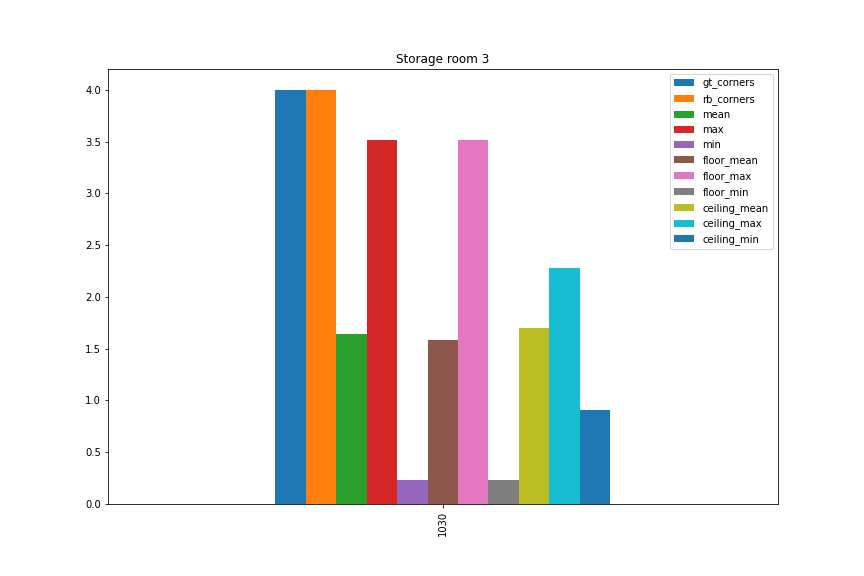 Storage room 3
4.0
3.5
3.0
2.5
2.0
1.5
1.0
0.5
0.0
1030
gt_corners
rb_corners
mean
max
min
floor_mean
floor_max
floor_min
ceiling_mean
ceiling_max
ceiling_min